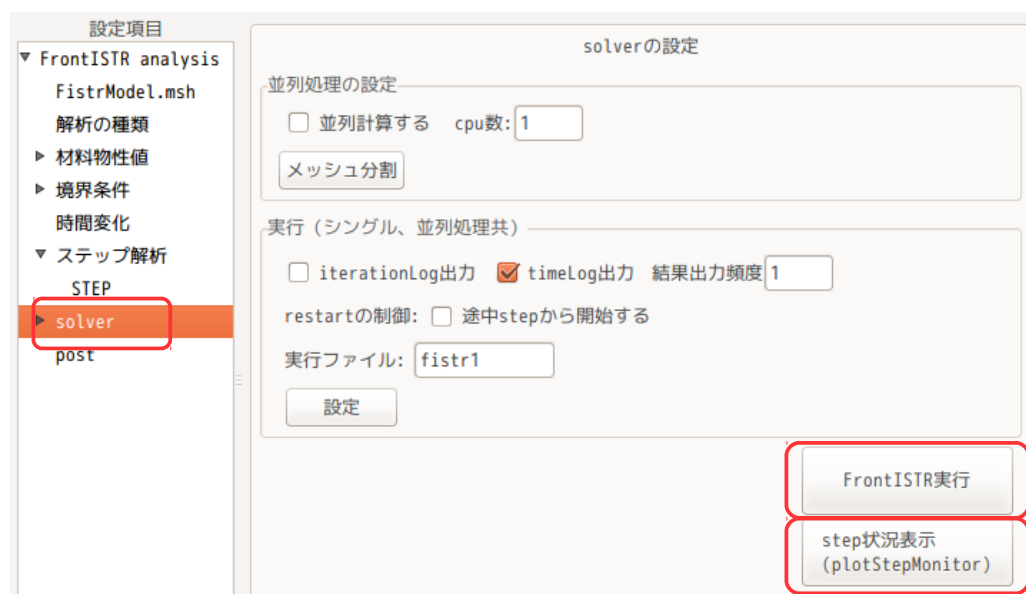 設定項目
FrontISTR analysis
FistrModel.msh
解析の種類
材料物性値
境界条件
時間変化
ステップ解析
STEP
solver
post
solverの設定
並列処理の設定
並列計算する cpu数: 1
メッシュ分割
実行（シングル、並列処理共）
iterationLog出力 timeLog出力 結果出力頻度 1
restartの制御: 途中stepから開始する
実行ファイル: fistr1
設定
FrontISTR実行
step状況表示
(plotStepMonitor)